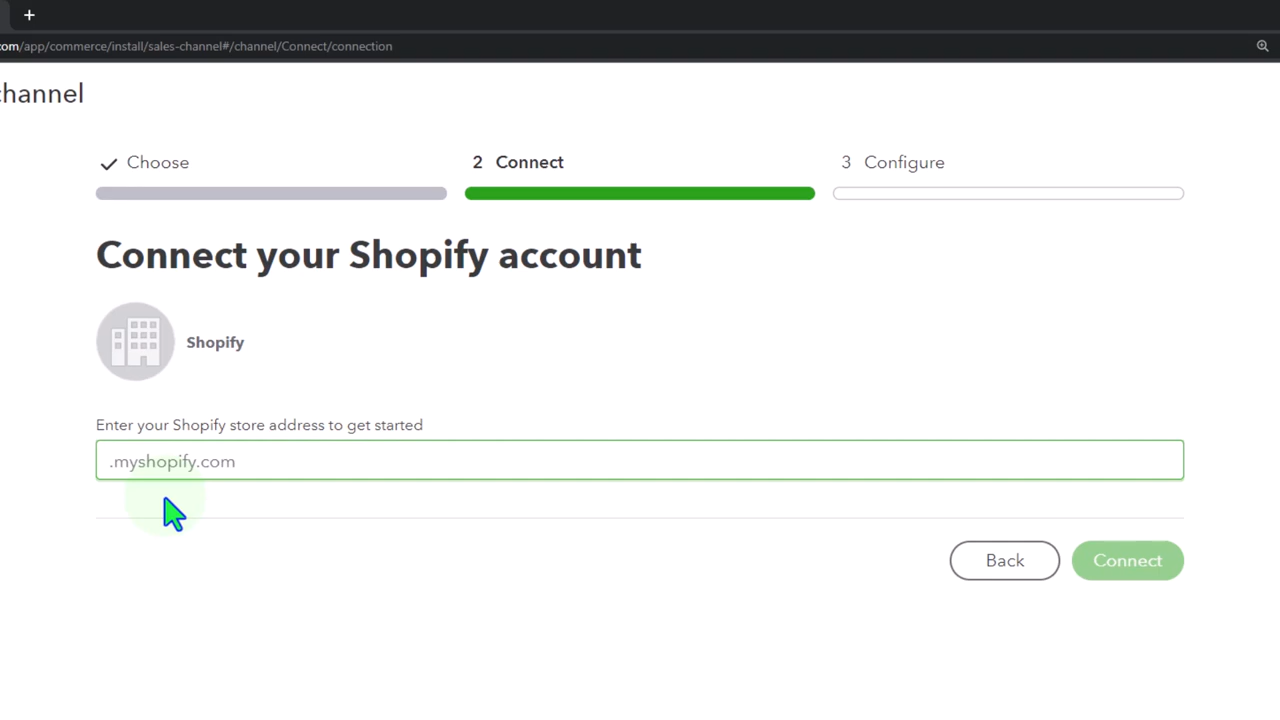 +
com/app/commerce/install/sales-channel#/channel/Connect/connection
channel
Choose
2 Connect
3 Configure
Connect your Shopify account
Shopify
Enter your Shopify store address to get started
.myshopify.com
Back
Connect